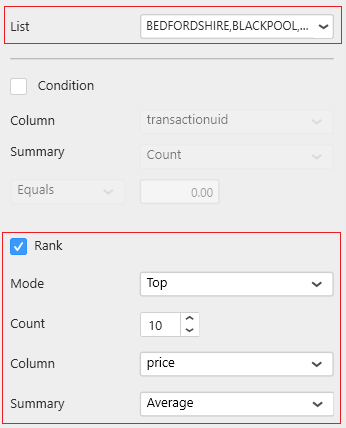 List BEDFORDSHIRE,BLACKPOOL,...
Condition
Column transactionuid
Summary Count
Equals 0.00
Rank
Mode Top
Count 10
Column price
Summary Average